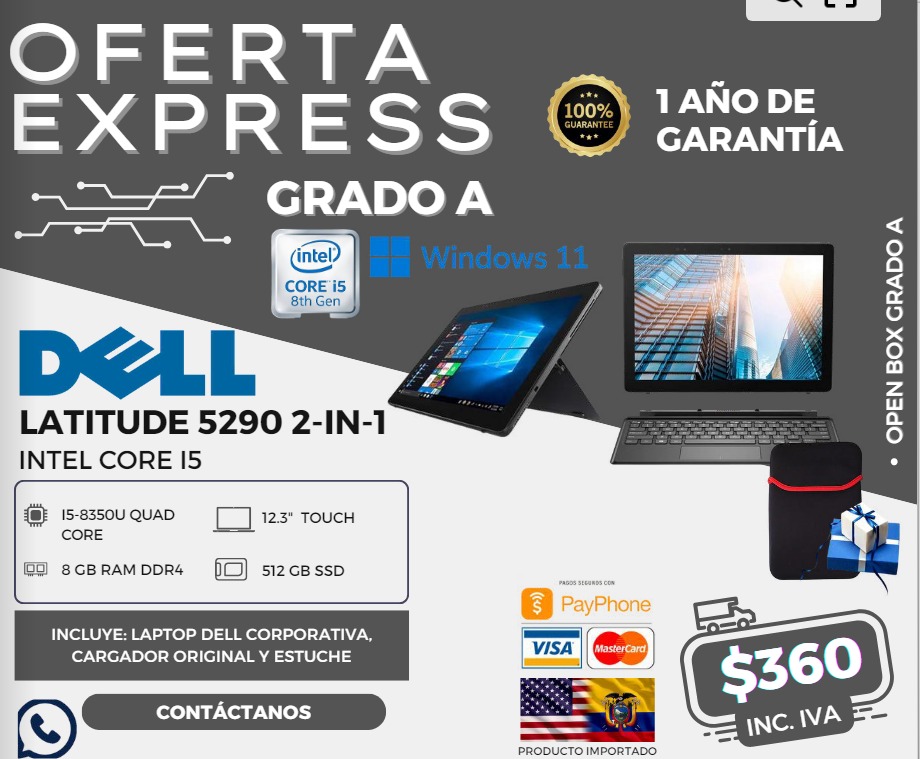 OFERTA
EXPRESS
100%
GUARANTEE
1 AÑO DE
GARANTÍA
GRADO A
intel
CORE i5
8th Gen
Windows 11
• OPEN BOX GRADO A
DELL
LATITUDE 5290 2-IN-1
INTEL CORE I5
I5-8350U QUAD
CORE
12.3" TOUCH
8 GB RAM DDR4
512 GB SSD
INCLUYE: LAPTOP DELL CORPORATIVA,
CARGADOR ORIGINAL Y ESTUCHE
CONTÁCTANOS
PAGOS SEGUROS CON
PayPhone
VISA
MasterCard
PRODUCTO IMPORTADO
$360
INC. IVA